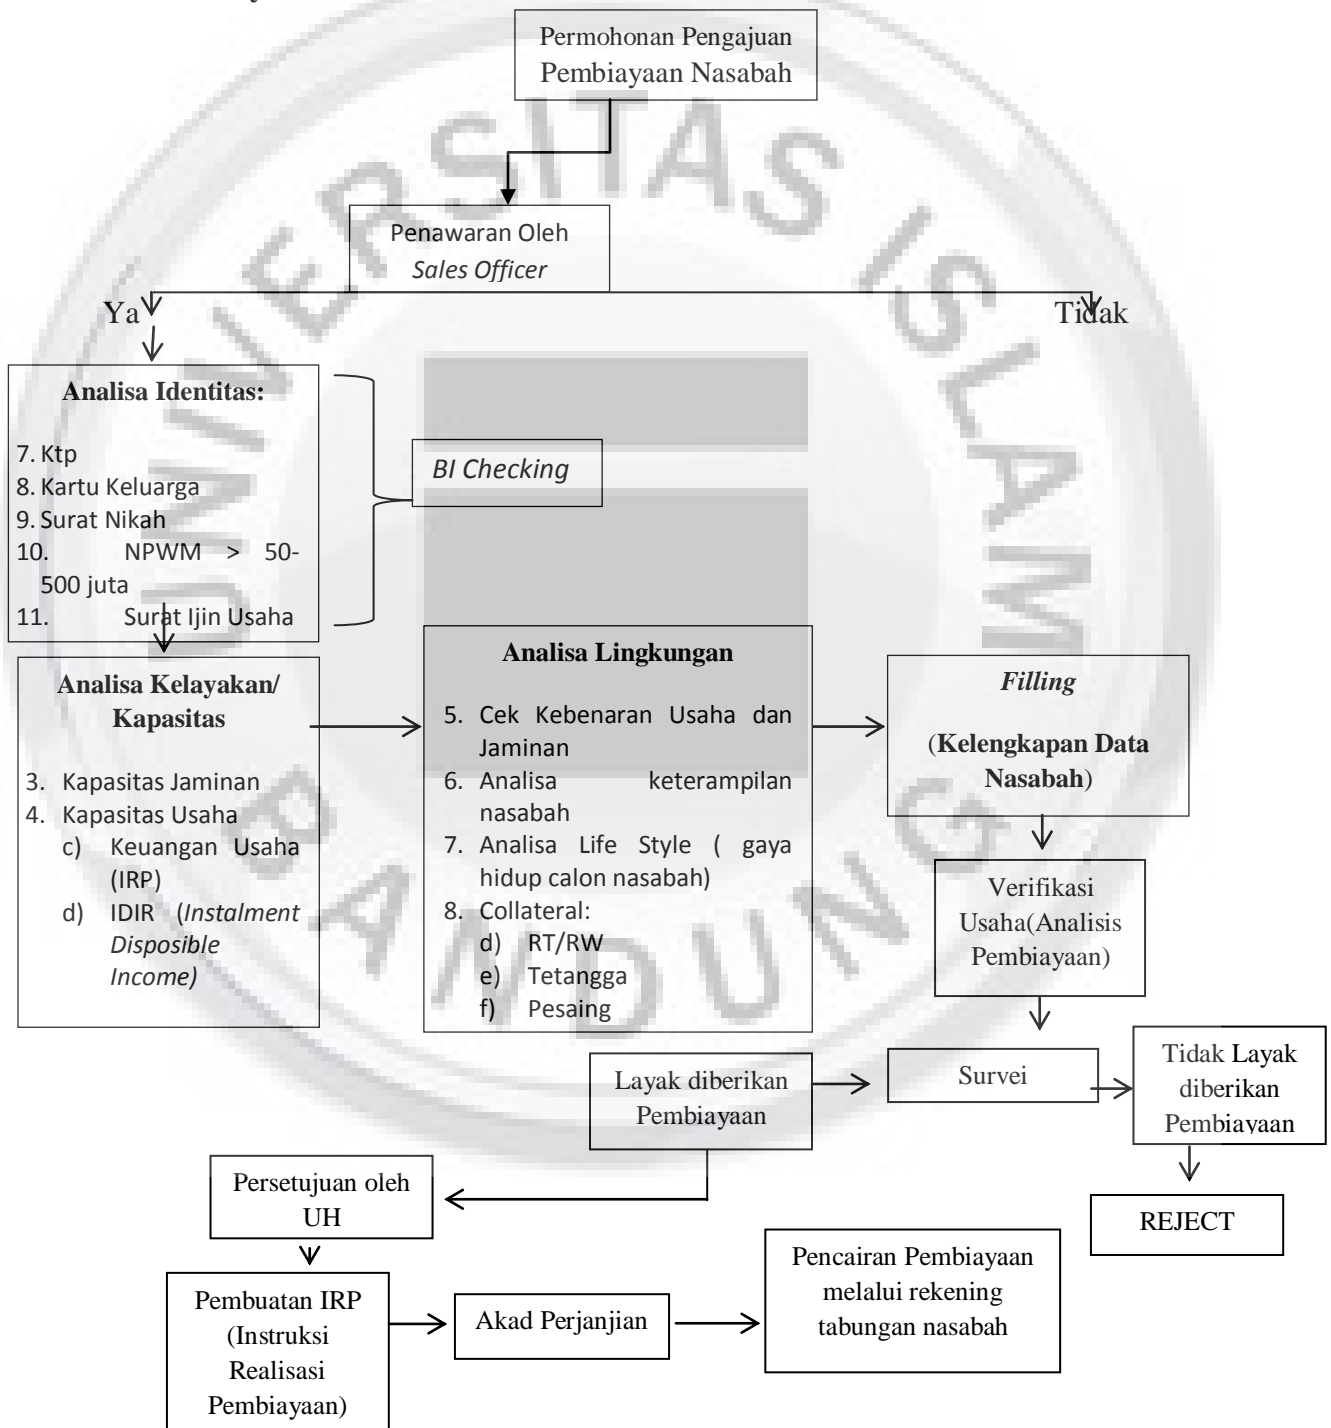 Permohonan Pengajuan
Pembiayaan Nasabah
Penawaran Oleh
Sales Officer
Ya
Tidak
Analisa Identitas:
7. Ktp
8. Kartu Keluarga
9. Surat Nikah
10. NPWM > 50-
500 juta
11. Surat Ijin Usaha
BI Checking
Analisa Kelayakan/
Kapasitas
3. Kapasitas Jaminan
4. Kapasitas Usaha
c) Keuangan Usaha
(IRP)
d) IDIR (Instalment
Disposible
Income)
Analisa Lingkungan
5. Cek Kebenaran Usaha dan
Jaminan
6. Analisa keterampilan
nasabah
7. Analisa Life Style ( gaya
hidup calon nasabah)
8. Collateral:
d) RT/RW
e) Tetangga
f) Pesaing
Filling
(Kelengkapan Data
Nasabah)
Verifikasi
Usaha(Analisis
Pembiayaan)
Survei
Layak diberikan
Pembiayaan
Tidak Layak
diberikan
Pembiayaan
REJECT
Persetujuan oleh
UH
Pembuatan IRP
(Instruksi
Realisasi
Pembiayaan)
Akad Perjanjian
Pencairan Pembiayaan
melalui rekening
tabungan nasabah
UNIVERSITAS ISLAM
BANDUNG